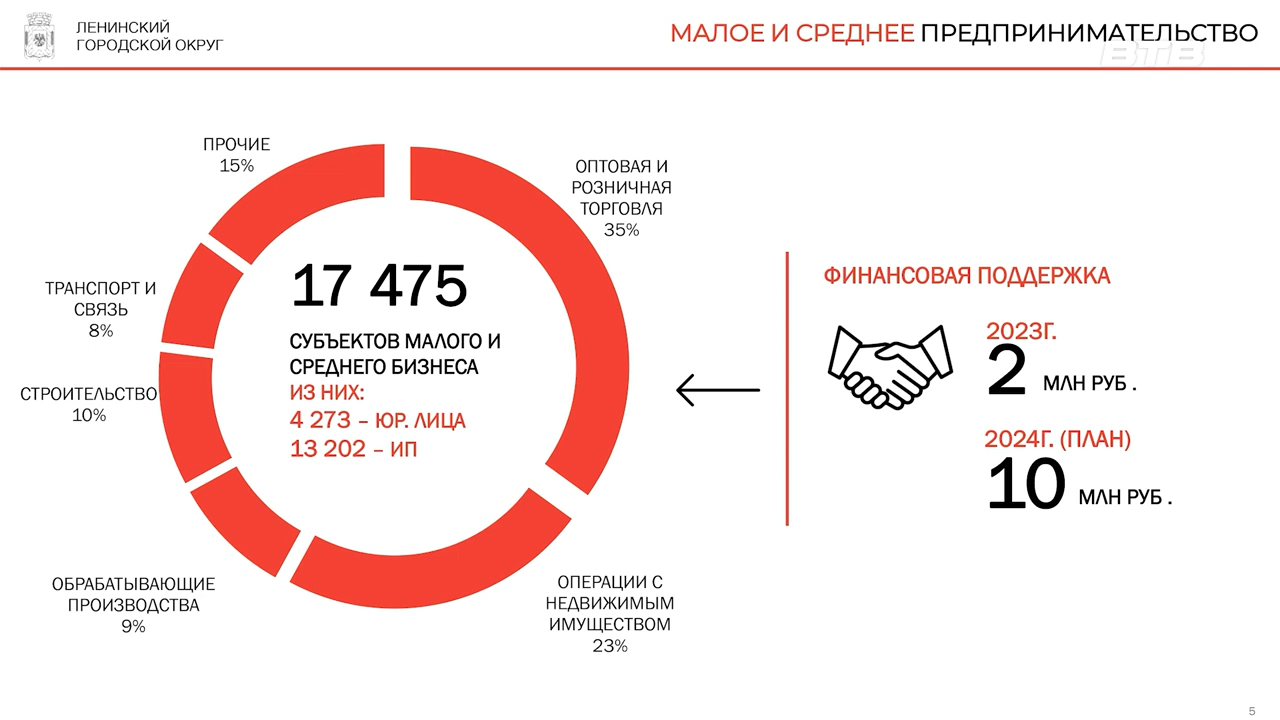 ЛЕНИНСКИЙ
ГОРОДСКОЙ ОКРУГ
МАЛОЕ И СРЕДНЕЕ ПРЕДПРИНИМАТЕЛЬСТВО
ВТВ
ПРОЧИЕ
15%
ОПТОВАЯ И
РОЗНИЧНАЯ
ТОРГОВЛЯ
35%
ТРАНСПОРТ И
СВЯЗЬ
8%
СТРОИТЕЛЬСТВО
10%
ОБРАБАТЫВАЮЩИЕ
ПРОИЗВОДСТВА
9%
ОПЕРАЦИИ С
НЕДВИЖИМЫМ
ИМУЩЕСТВОМ
23%
17 475
СУБЪЕКТОВ МАЛОГО И
СРЕДНЕГО БИЗНЕСА
ИЗ НИХ:
4 273 – ЮР. ЛИЦА
13 202 – ИП
ФИНАНСОВАЯ ПОДДЕРЖКА
2023Г.
2 МЛН РУБ .
2024Г. (ПЛАН)
10 МЛН РУБ .
5